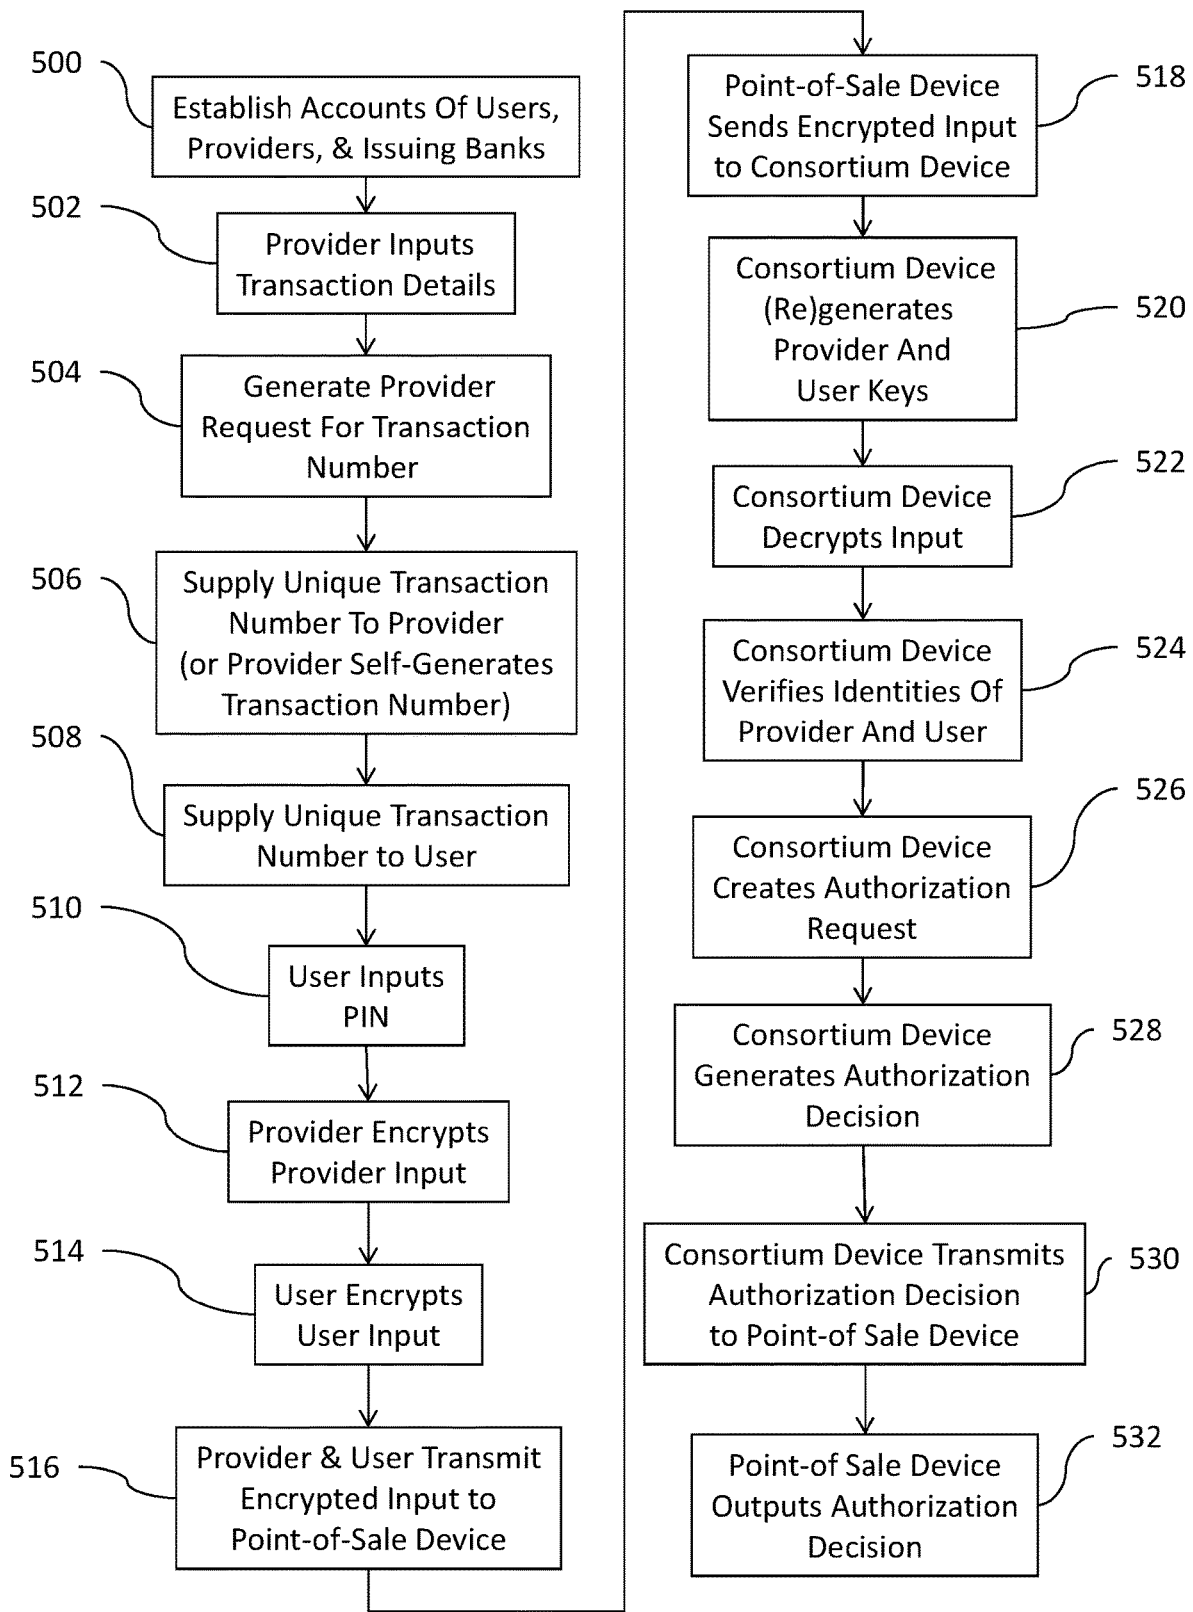 500
Establish Accounts Of Users,
Providers, & Issuing Banks
502
Provider Inputs
Transaction Details
504
Generate Provider
Request For Transaction
Number
506
Supply Unique Transaction
Number To Provider
(or Provider Self-Generates
Transaction Number)
508
Supply Unique Transaction
Number to User
510
User Inputs
PIN
512
Provider Encrypts
Provider Input
514
User Encrypts
User Input
516
Provider & User Transmit
Encrypted Input to
Point-of-Sale Device
518
Point-of-Sale Device
Sends Encrypted Input
to Consortium Device
520
Consortium Device
(Re)generates
Provider And
User Keys
522
Consortium Device
Decrypts Input
524
Consortium Device
Verifies Identities Of
Provider And User
526
Consortium Device
Creates Authorization
Request
528
Consortium Device
Generates Authorization
Decision
530
Consortium Device Transmits
Authorization Decision
to Point-of Sale Device
532
Point-of Sale Device
Outputs Authorization
Decision